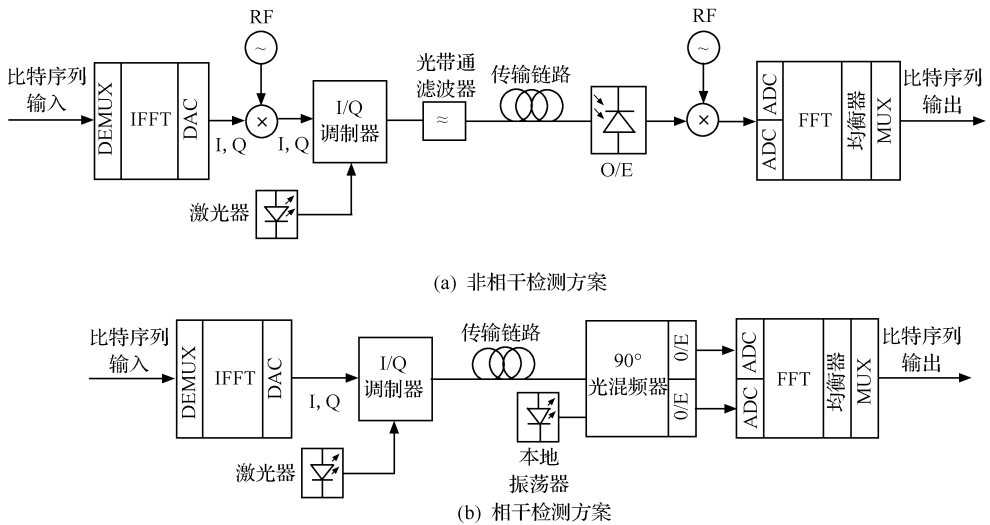 RF
RF
~
~
比特序列
输入
DEMUX
IFFT
DAC
×
I, Q
I, Q
I/Q
调制器
光带通
滤波器
≈
传输链路
O/E
×
ADC
ADC
FFT
均衡器
MUX
比特序列
输出
激光器
(a) 非相干检测方案
比特序列
输入
DEMUX
IFFT
DAC
I, Q
I/Q
调制器
传输链路
90°
光混频器
0/E
0/E
ADC
ADC
FFT
均衡器
MUX
比特序列
输出
激光器
本地
振荡器
(b) 相干检测方案